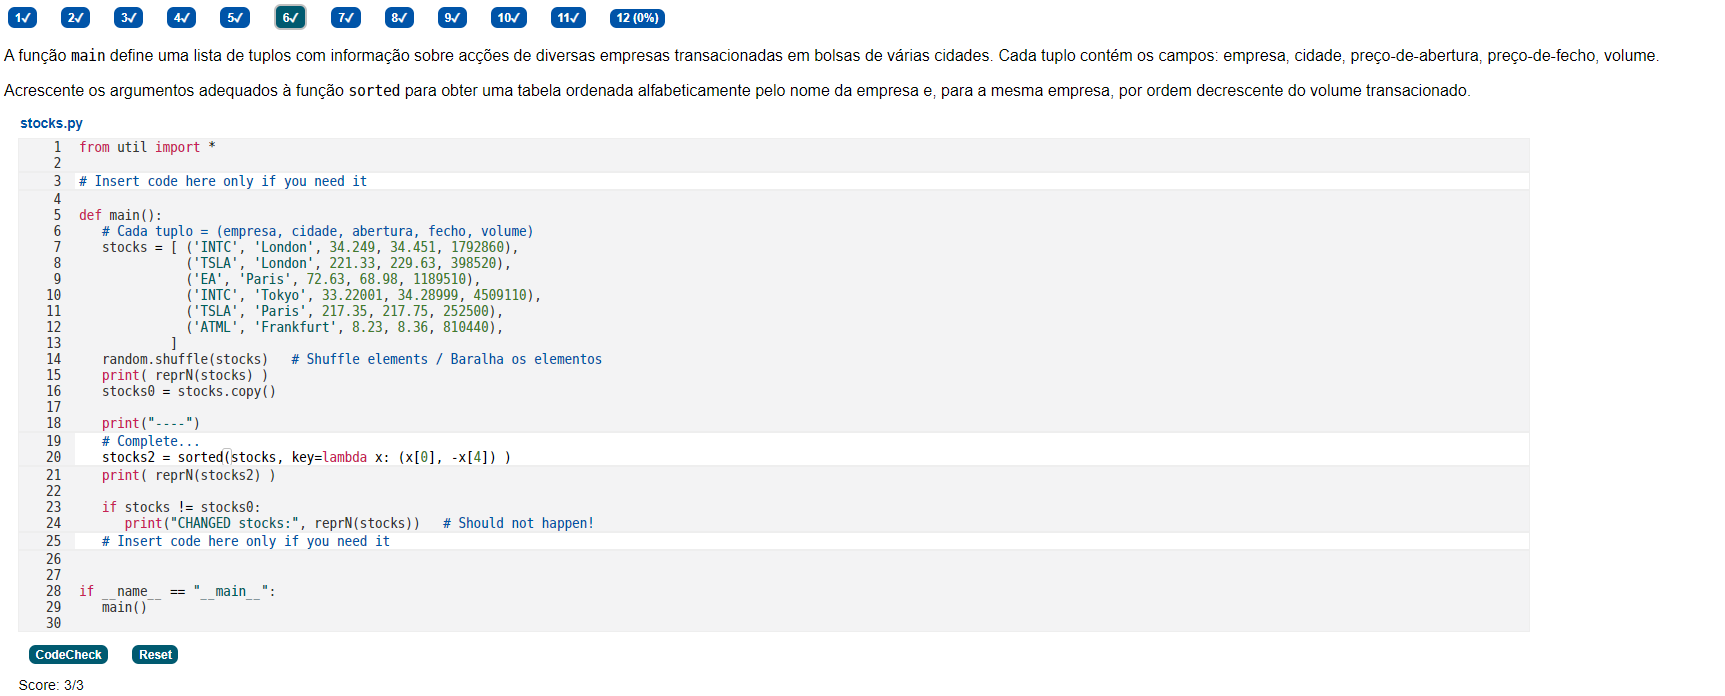 1✓ 2✓ 3✓ 4✓ 5✓ 6✓ 7✓ 8✓ 9✓ 10✓ 11✓ 12 (0%)
A função main define uma lista de tuplos com informação sobre acções de diversas empresas transacionadas em bolsas de várias cidades. Cada tuplo contém os campos: empresa, cidade, preço-de-abertura, preço-de-fecho, volume.
Acrescente os argumentos adequados à função sorted para obter uma tabela ordenada alfabeticamente pelo nome da empresa e, para a mesma empresa, por ordem decrescente do volume transacionado.
stocks.py
1 from util import *
2
3 # Insert code here only if you need it
4
5 def main():
6    # Cada tuplo = (empresa, cidade, abertura, fecho, volume)
7    stocks = [ ('INTC', 'London', 34.249, 34.451, 1792860),
8               ('TSLA', 'London', 221.33, 229.63, 398520),
9               ('EA', 'Paris', 72.63, 68.98, 1189510),
10              ('INTC', 'Tokyo', 33.22001, 34.28999, 4509110),
11              ('TSLA', 'Paris', 217.35, 217.75, 252500),
12              ('ATML', 'Frankfurt', 8.23, 8.36, 810440),
13            ]
14   random.shuffle(stocks)   # Shuffle elements / Baralha os elementos
15   print( reprN(stocks) )
16   stocks0 = stocks.copy()
17
18   print("----")
19   # Complete...
20   stocks2 = sorted(stocks, key=lambda x: (x[0], -x[4]) )
21   print( reprN(stocks2) )
22
23   if stocks != stocks0:
24      print("CHANGED stocks:", reprN(stocks))   # Should not happen!
25   # Insert code here only if you need it
26
27
28 if __name__ == "__main__":
29   main()
30
CodeCheck Reset
Score: 3/3